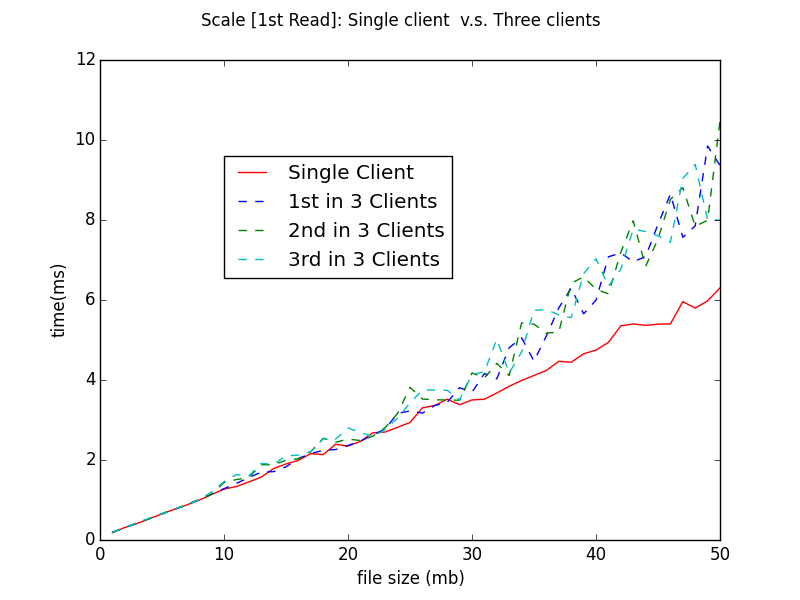 Scale [1st Read]: Single client  v.s. Three clients
12
10
8
6
4
2
0
time(ms)
Single Client
1st in 3 Clients
2nd in 3 Clients
3rd in 3 Clients
0 10 20 30 40 50
file size (mb)